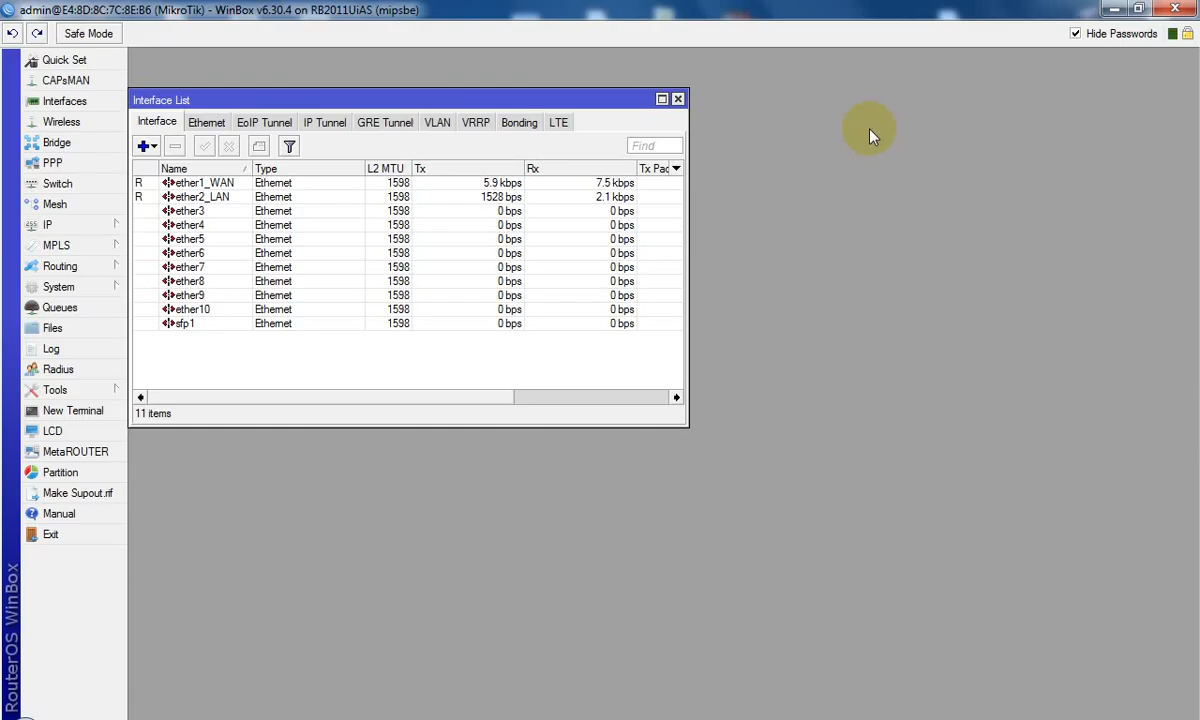 admin@E4:8D:8C:7C:8E:B6 (MikroTik) - WinBox v6.30.4 on RB2011UiAS (mipsbe)
Safe Mode
Hide Passwords
Quick Set
CAPsMAN
Interfaces
Wireless
Bridge
PPP
Switch
Mesh
IP
MPLS
Routing
System
Queues
Files
Log
Radius
Tools
New Terminal
LCD
MetaROUTER
Partition
Make Supout.rif
Manual
Exit
RouterOS WinBox
Interface List
Interface Ethernet EoIP Tunnel IP Tunnel GRE Tunnel VLAN VRRP Bonding LTE
Find
Name Type L2 MTU Tx Rx Tx Pac
R ether1_WAN Ethernet 1598 5.9 kbps 7.5 kbps
R ether2_LAN Ethernet 1598 1528 bps 2.1 kbps
ether3 Ethernet 1598 0 bps 0 bps
ether4 Ethernet 1598 0 bps 0 bps
ether5 Ethernet 1598 0 bps 0 bps
ether6 Ethernet 1598 0 bps 0 bps
ether7 Ethernet 1598 0 bps 0 bps
ether8 Ethernet 1598 0 bps 0 bps
ether9 Ethernet 1598 0 bps 0 bps
ether10 Ethernet 1598 0 bps 0 bps
sfp1 Ethernet 1598 0 bps 0 bps
11 items